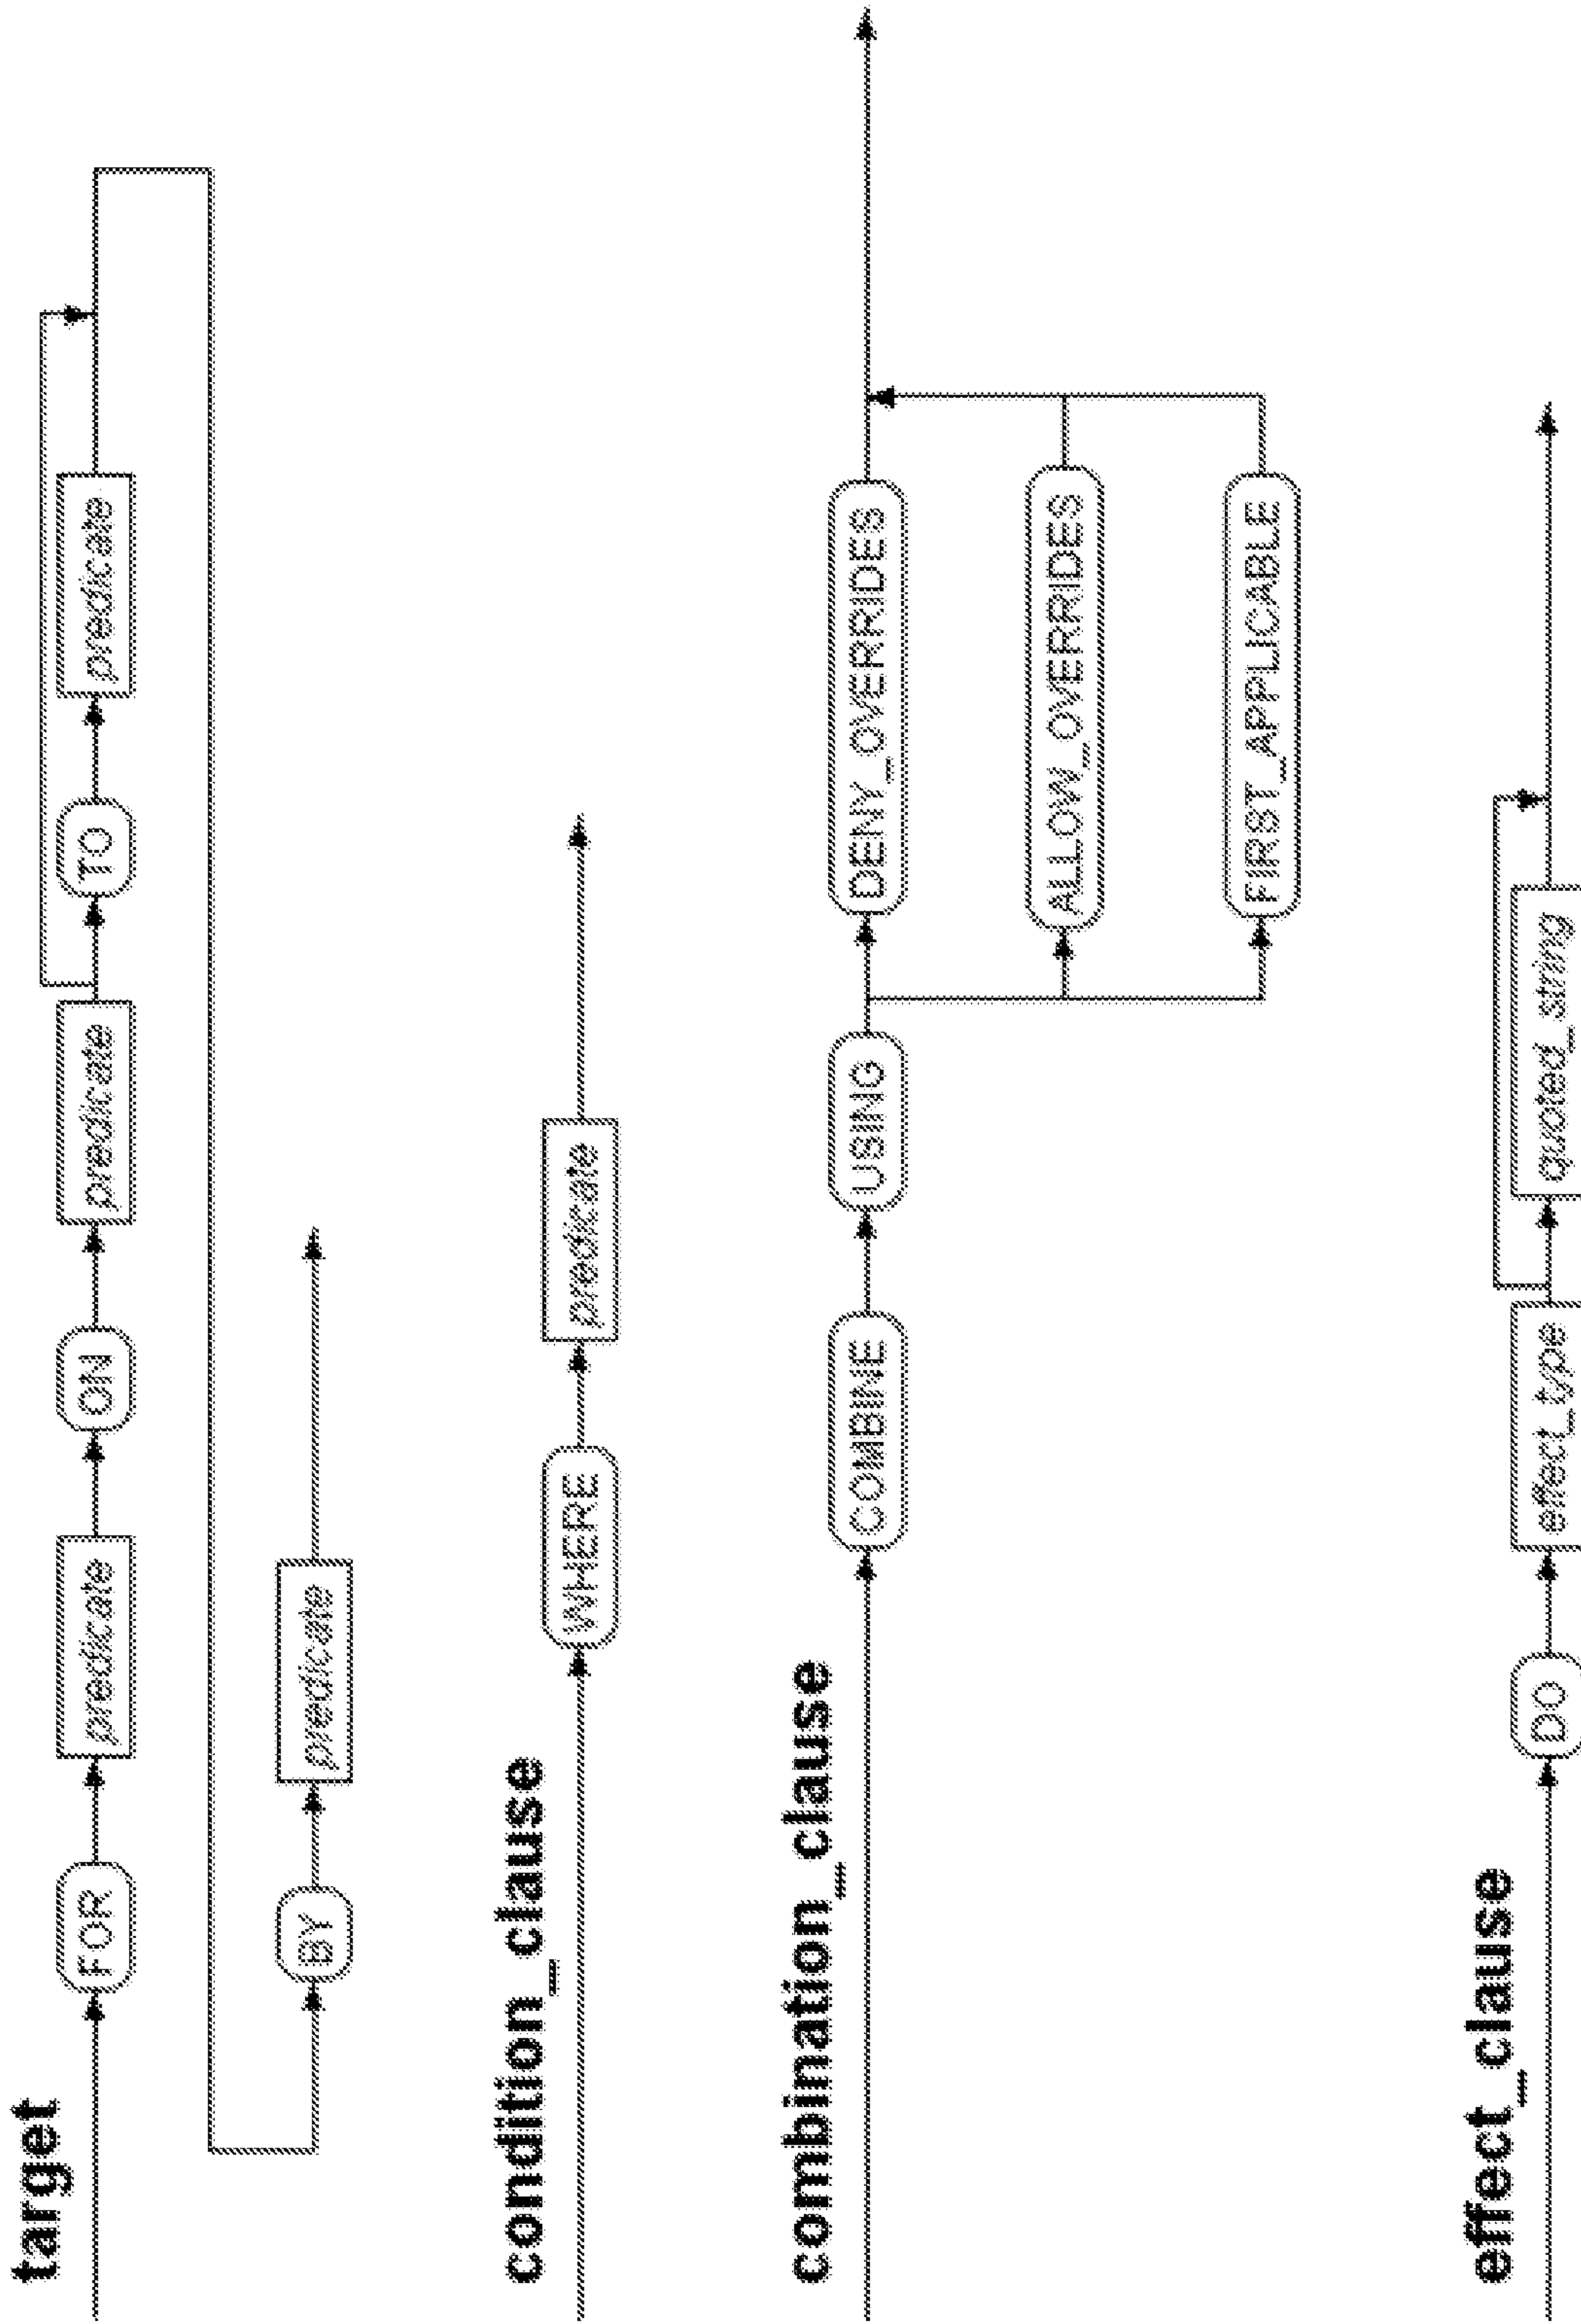 target
FOR predicate ON predicate TO predicate
BY predicate
condition_clause
WHERE predicate
combination_clause
COMBINE USING DENY_OVERRIDES
ALLOW_OVERRIDES
FIRST_APPLICABLE
effect_clause
DO effect_type quoted_string